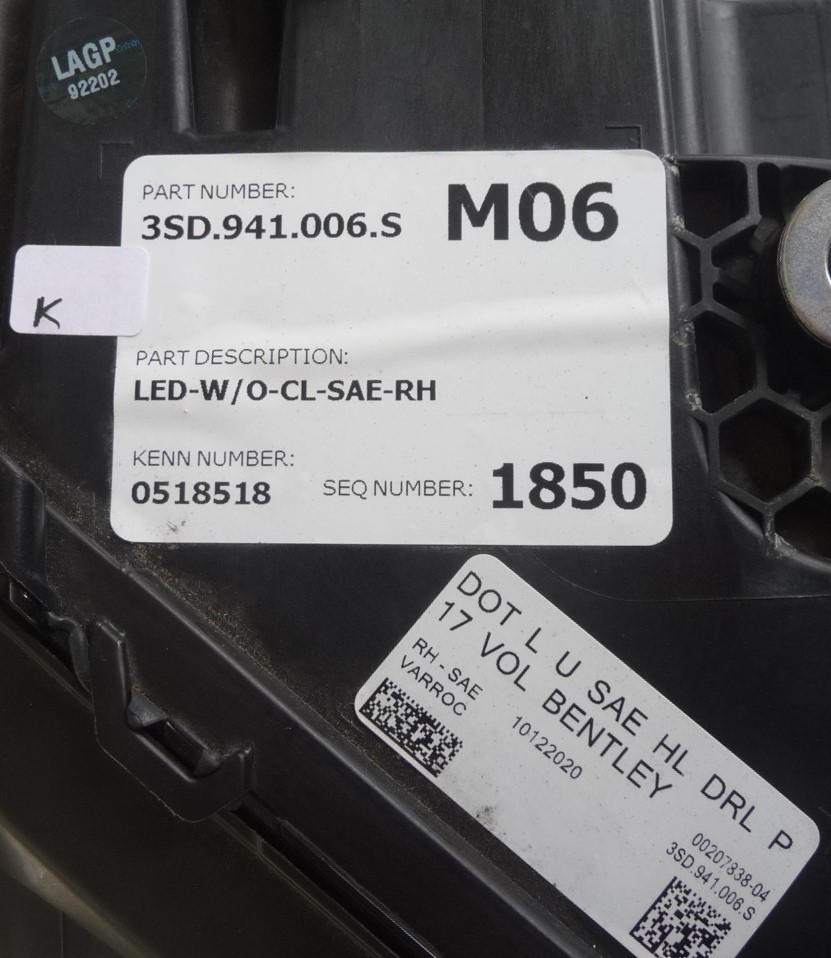 LAGP
92202
PART NUMBER:
3SD.941.006.S M06
K
PART DESCRIPTION:
LED-W/O-CL-SAE-RH
KENN NUMBER:
0518518 SEQ NUMBER: 1850
DOT L U SAE HL DRL P
17 VOL BENTLEY
RH - SAE
VARROC 10122020
00207838-04
3SD.941.006.S